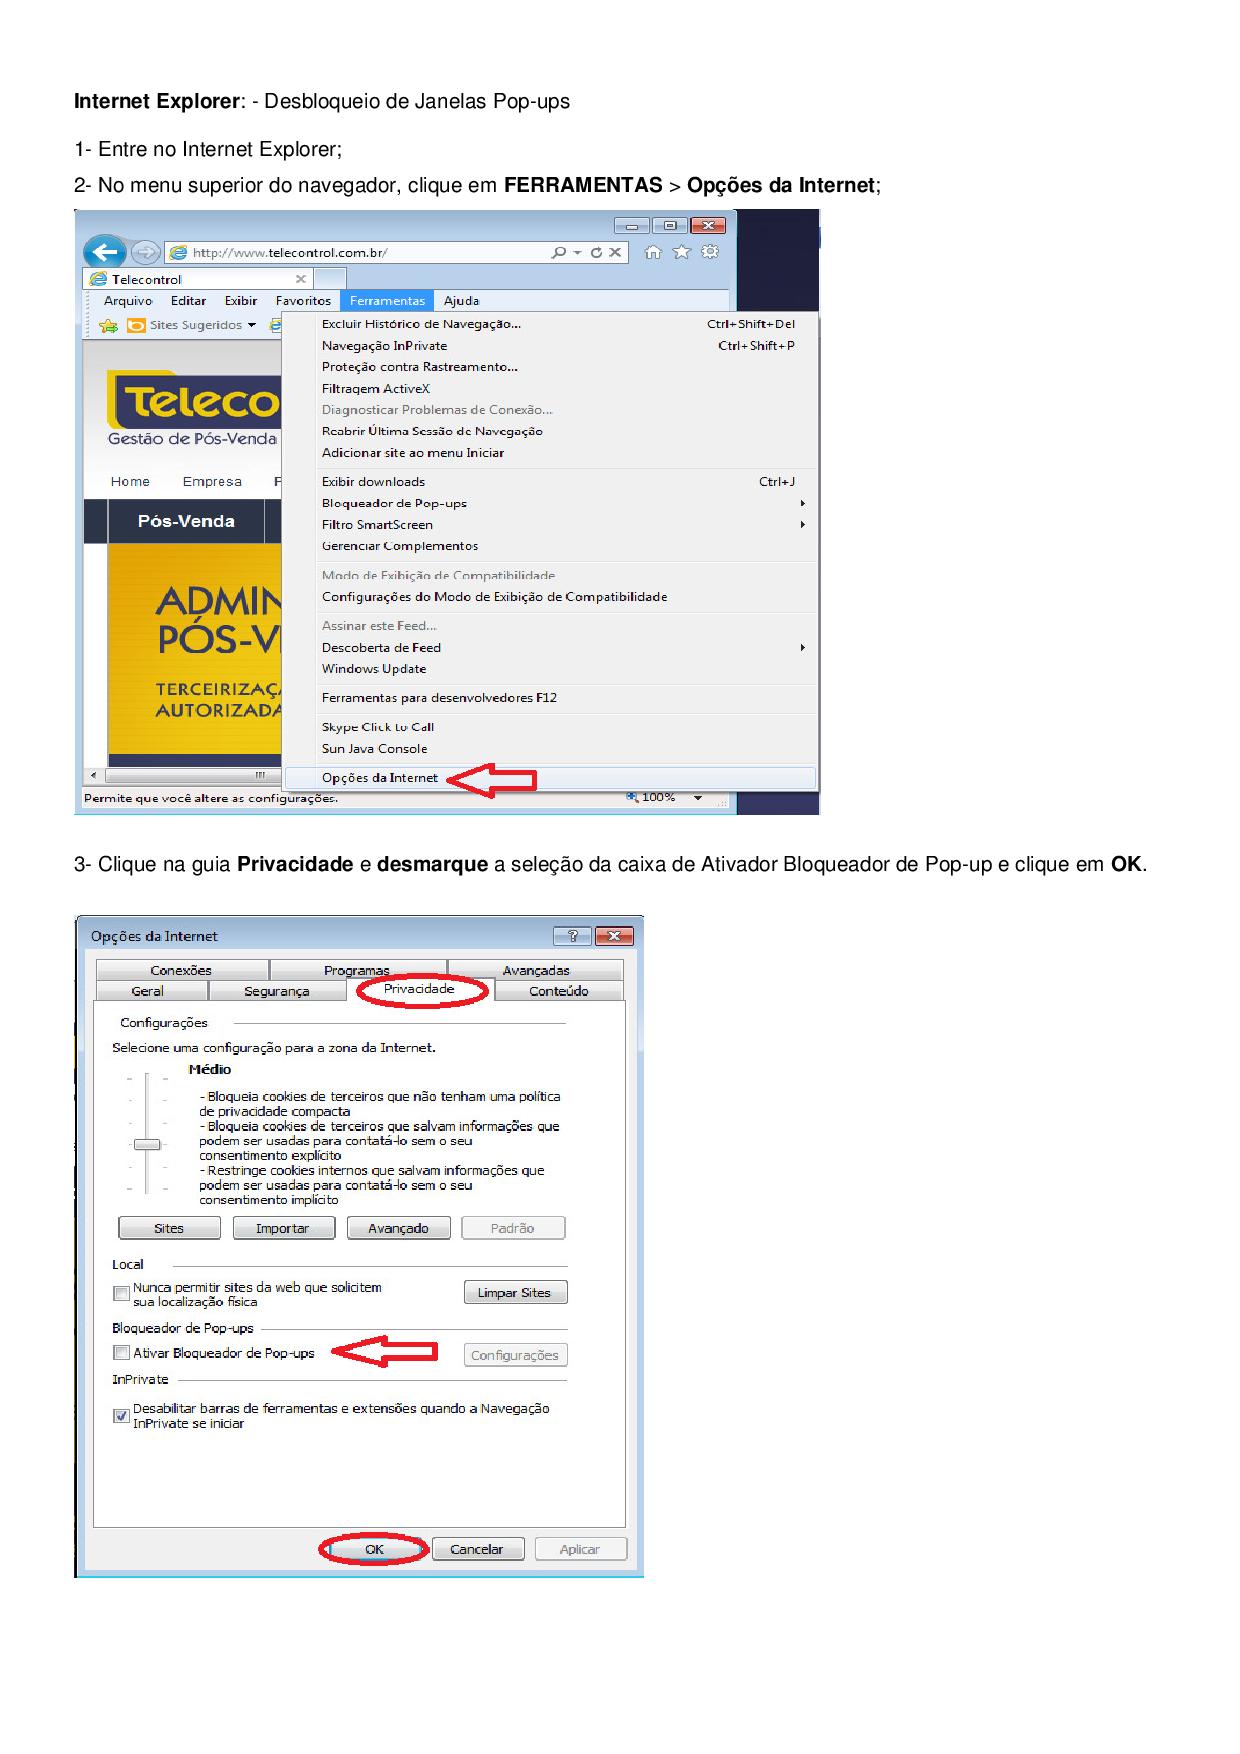 Internet Explorer: - Desbloqueio de Janelas Pop-ups
1- Entre no Internet Explorer;
2- No menu superior do navegador, clique em FERRAMENTAS > Opções da Internet;
http://www.telecontrol.com.br/
Telecontrol
Arquivo Editar Exibir Favoritos Ferramentas Ajuda
Sites Sugeridos
Excluir Histórico de Navegação... Ctrl+Shift+Del
Navegação InPrivate Ctrl+Shift+P
Proteção contra Rastreamento...
Filtragem ActiveX
Diagnosticar Problemas de Conexão...
Reabrir Última Sessão de Navegação
Adicionar site ao menu Iniciar
Exibir downloads Ctrl+J
Bloqueador de Pop-ups
Filtro SmartScreen
Gerenciar Complementos
Modo de Exibição de Compatibilidade
Configurações do Modo de Exibição de Compatibilidade
Assinar este Feed...
Descoberta de Feed
Windows Update
Ferramentas para desenvolvedores F12
Skype Click to Call
Sun Java Console
Opções da Internet
Teleco
Gestão de Pós-Venda
Home Empresa
Pós-Venda
ADMIN
PÓS-V
TERCEIRIZAÇ
AUTORIZADA
Permite que você altere as configurações. 100%
3- Clique na guia Privacidade e desmarque a seleção da caixa de Ativador Bloqueador de Pop-up e clique em OK.
Opções da Internet
Conexões Programas Avançadas
Geral Segurança Privacidade Conteúdo
Configurações
Selecione uma configuração para a zona da Internet.
Médio
- Bloqueia cookies de terceiros que não tenham uma política
de privacidade compacta
- Bloqueia cookies de terceiros que salvam informações que
podem ser usadas para contatá-lo sem o seu
consentimento explícito
- Restringe cookies internos que salvam informações que
podem ser usadas para contatá-lo sem o seu
consentimento implícito
Sites Importar Avançado Padrão
Local
Nunca permitir sites da web que solicitem
sua localização física
Limpar Sites
Bloqueador de Pop-ups
Ativar Bloqueador de Pop-ups Configurações
InPrivate
Desabilitar barras de ferramentas e extensões quando a Navegação
InPrivate se iniciar
OK Cancelar Aplicar